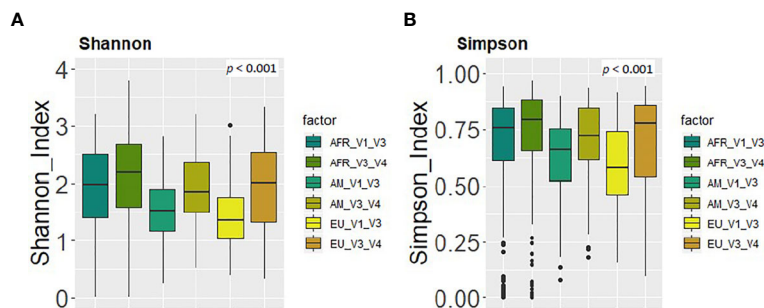 A
Shannon
p < 0.001
Shannon_Index
4
3
2
1
0
factor
AFR_V1_V3
AFR_V3_V4
AM_V1_V3
AM_V3_V4
EU_V1_V3
EU_V3_V4
B
Simpson
p < 0.001
Simpson_Index
1.00
0.75
0.50
0.25
0.00
factor
AFR_V1_V3
AFR_V3_V4
AM_V1_V3
AM_V3_V4
EU_V1_V3
EU_V3_V4